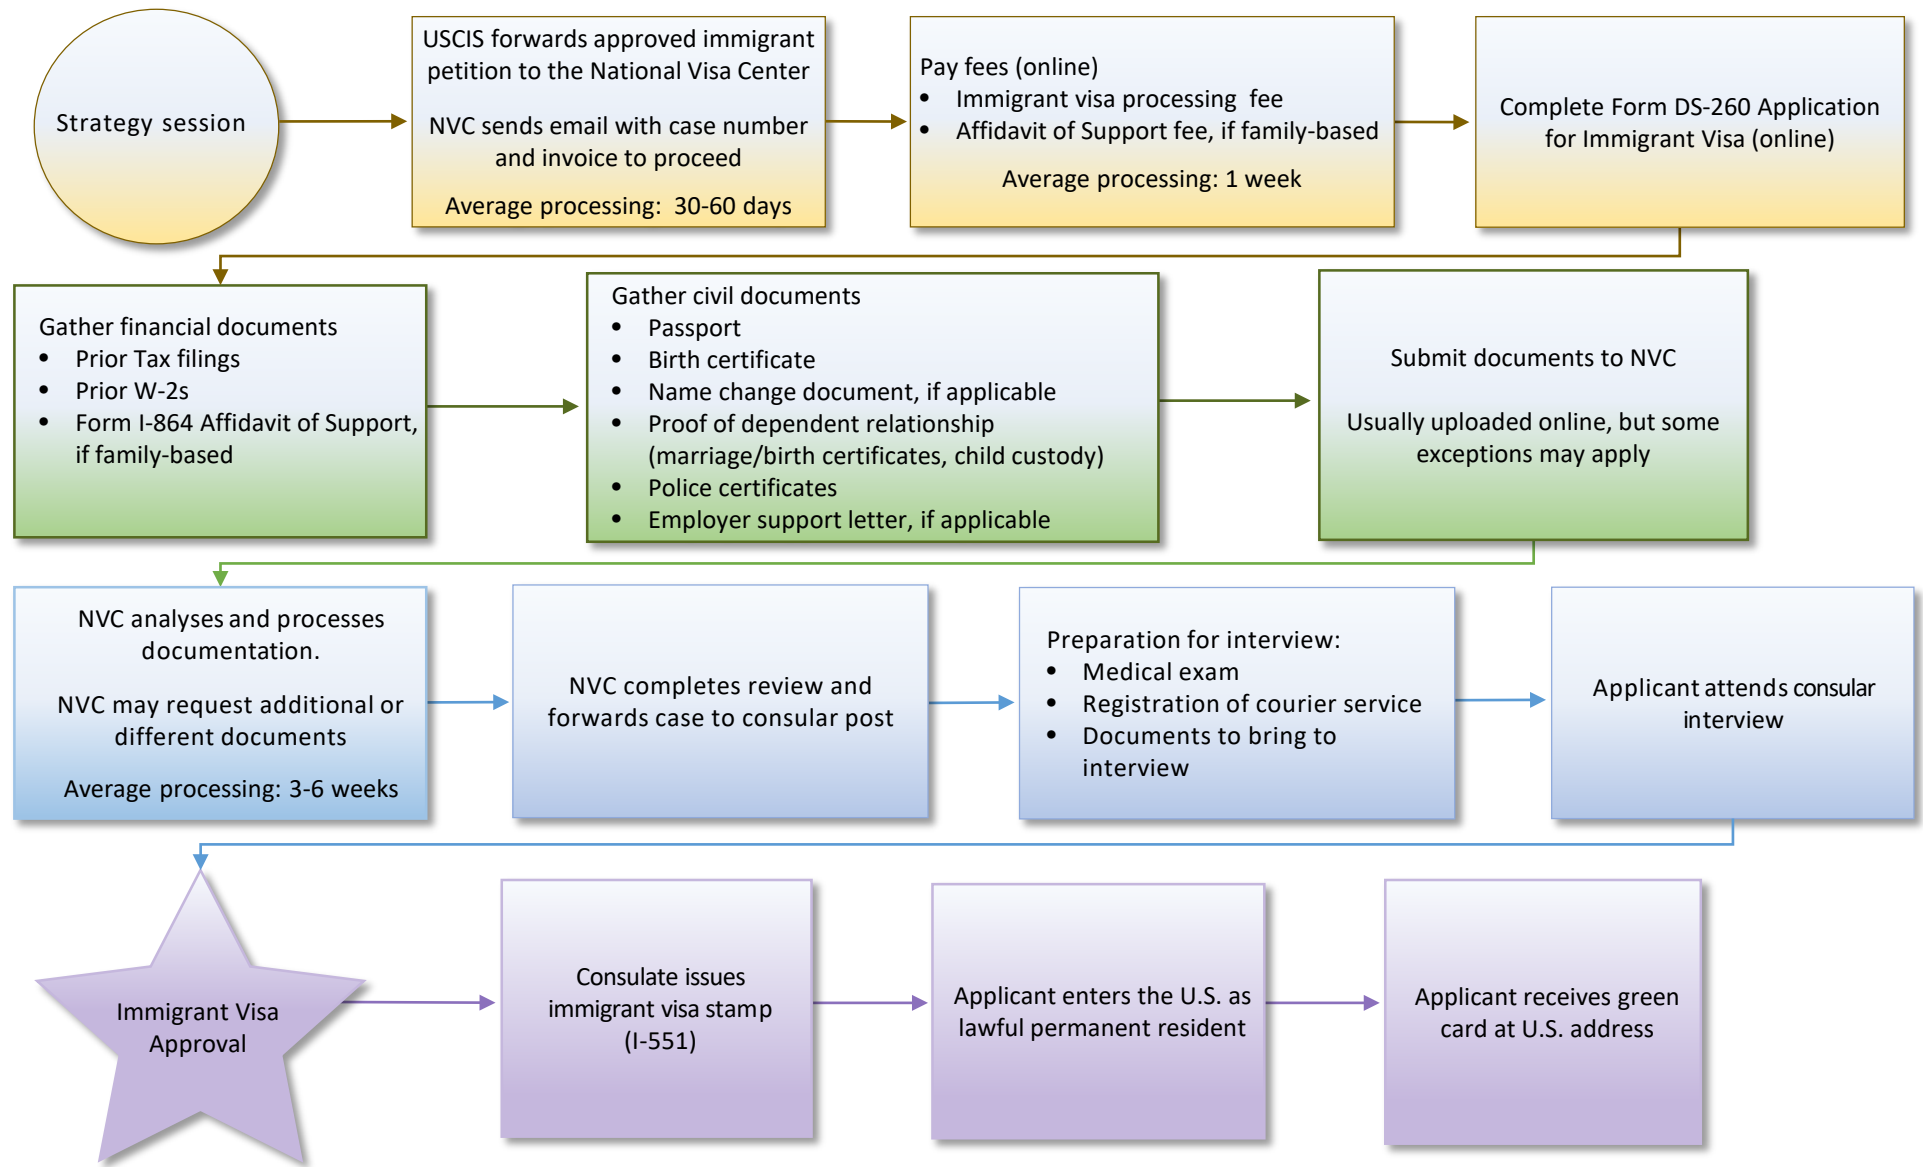 Strategy session
USCIS forwards approved immigrant
petition to the National Visa Center
NVC sends email with case number
and invoice to proceed
Average processing: 30-60 days
Pay fees (online)
• Immigrant visa processing fee
• Affidavit of Support fee, if family-based
Average processing: 1 week
Complete Form DS-260 Application
for Immigrant Visa (online)
Gather financial documents
• Prior Tax filings
• Prior W-2s
• Form I-864 Affidavit of Support,
if family-based
Gather civil documents
• Passport
• Birth certificate
• Name change document, if applicable
• Proof of dependent relationship
(marriage/birth certificates, child custody)
• Police certificates
• Employer support letter, if applicable
Submit documents to NVC
Usually uploaded online, but some
exceptions may apply
NVC analyses and processes
documentation.
NVC may request additional or
different documents
Average processing: 3-6 weeks
NVC completes review and
forwards case to consular post
Preparation for interview:
• Medical exam
• Registration of courier service
• Documents to bring to
interview
Applicant attends consular
interview
Immigrant Visa
Approval
Consulate issues
immigrant visa stamp
(I-551)
Applicant enters the U.S. as
lawful permanent resident
Applicant receives green
card at U.S. address